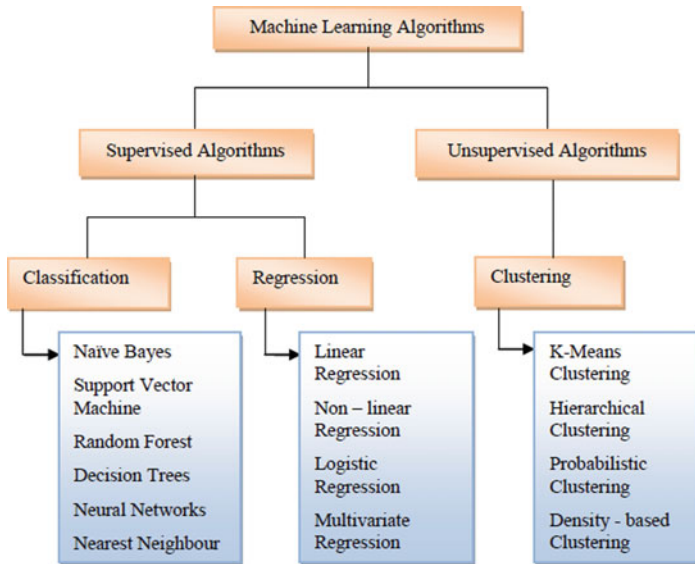 Machine Learning Algorithms
Supervised Algorithms
Unsupervised Algorithms
Classification
Regression
Clustering
Naïve Bayes
Support Vector
Machine
Random Forest
Decision Trees
Neural Networks
Nearest Neighbour
Linear
Regression
Non – linear
Regression
Logistic
Regression
Multivariate
Regression
K-Means
Clustering
Hierarchical
Clustering
Probabilistic
Clustering
Density - based
Clustering